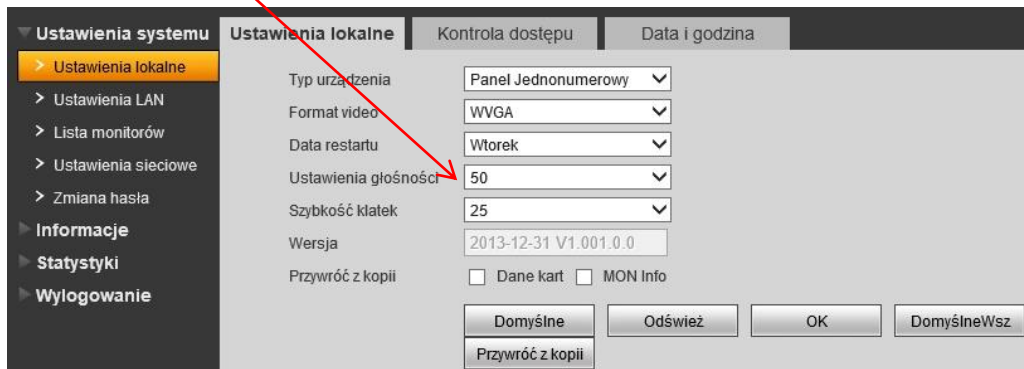 Ustawienia systemu
Ustawienia lokalne
Ustawienia LAN
Lista monitorów
Ustawienia sieciowe
Zmiana hasła
Informacje
Statystyki
Wylogowanie
Ustawienia lokalne Kontrola dostępu Data i godzina
Typ urządzenia Panel Jednonumerowy
Format video WVGA
Data restartu Wtorek
Ustawienia głośności 50
Szybkość klatek 25
Wersja 2013-12-31 V1.001.0.0
Przywróć z kopii Dane kart MON Info
Domyślne Odśwież OK DomyślneWsz
Przywróć z kopii